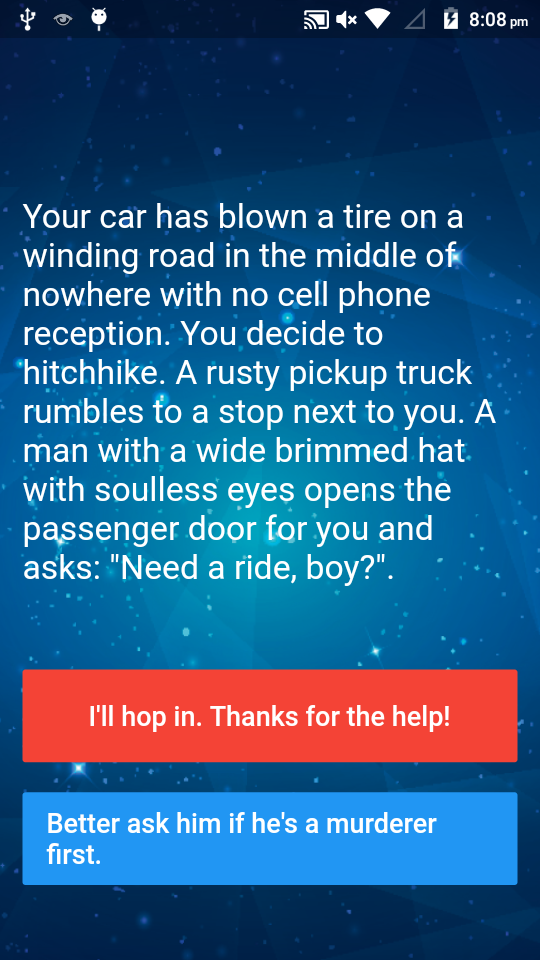 8:08 pm
Your car has blown a tire on a
winding road in the middle of
nowhere with no cell phone
reception. You decide to
hitchhike. A rusty pickup truck
rumbles to a stop next to you. A
man with a wide brimmed hat
with soulless eyes opens the
passenger door for you and
asks: "Need a ride, boy?".
I'll hop in. Thanks for the help!
Better ask him if he's a murderer
first.